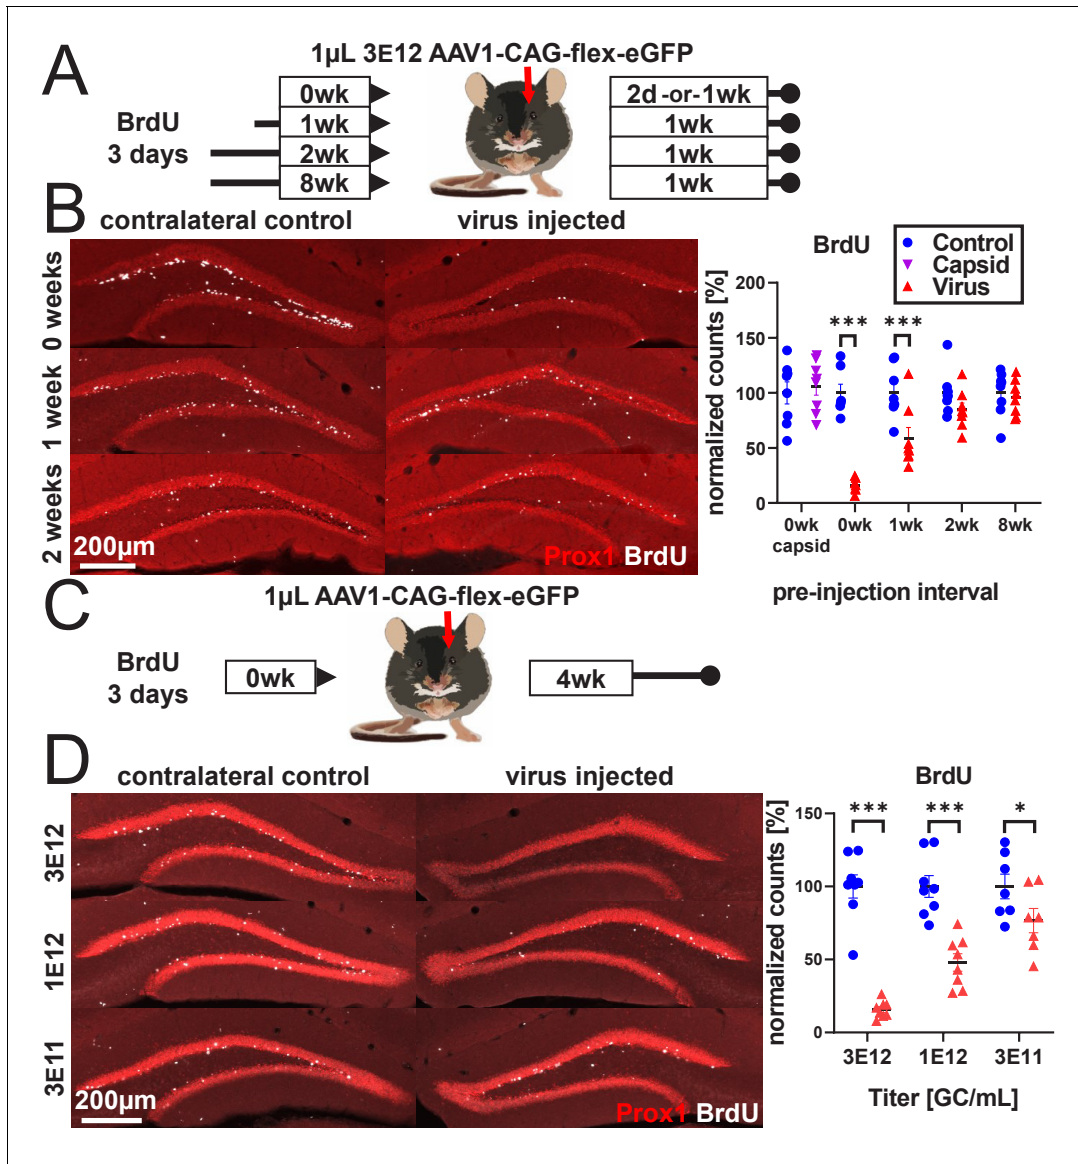 A
1µL 3E12 AAV1-CAG-flex-eGFP
BrdU
3 days
0wk
1wk
2wk
8wk
2d -or-1wk
1wk
1wk
1wk
B
contralateral control
virus injected
0 weeks
1 week
2 weeks
200µm
Prox1 BrdU
BrdU
Control
Capsid
Virus
normalized counts [%]
200
150
100
50
0
***
***
0wk
capsid
0wk
1wk
2wk
8wk
pre-injection interval
C
1µL AAV1-CAG-flex-eGFP
BrdU
3 days
0wk
4wk
D
contralateral control
virus injected
3E12
1E12
3E11
200µm
Prox1 BrdU
BrdU
normalized counts [%]
150
100
50
0
***
***
*
3E12
1E12
3E11
Titer [GC/mL]